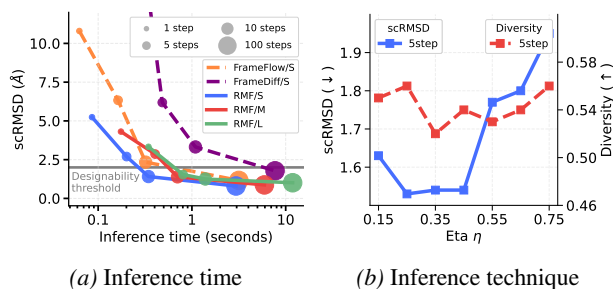 1 step
10 steps
5 steps
100 steps
FrameFlow/S
FrameDiff/S
RMF/S
RMF/M
RMF/L
scRMSD (Å)
10.0
7.5
5.0
2.5
0.0
Designability
threshold
0.1
1
10
Inference time (seconds)
(a) Inference time
scRMSD
5step
Diversity
5step
scRMSD (↓)
1.9
1.8
1.7
1.6
Diversity (↑)
0.58
0.54
0.50
0.46
0.15
0.35
0.55
0.75
Eta η
(b) Inference technique